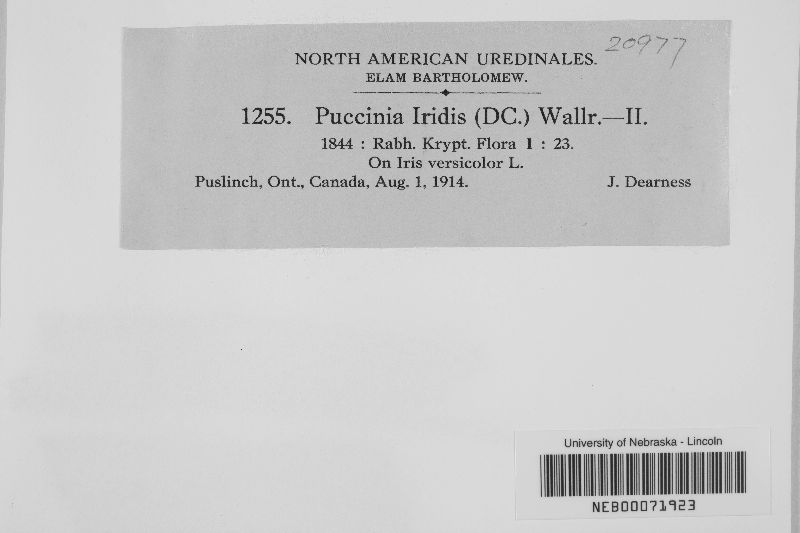 20977
NORTH AMERICAN UREDINALES.
ELAM BARTHOLOMEW.
1255. Puccinia Iridis (DC.) Wallr.—II.
1844 : Rabh. Krypt. Flora 1 : 23.
On Iris versicolor L.
Puslinch, Ont., Canada, Aug. 1, 1914. J. Dearness
University of Nebraska - Lincoln
NEB00071923